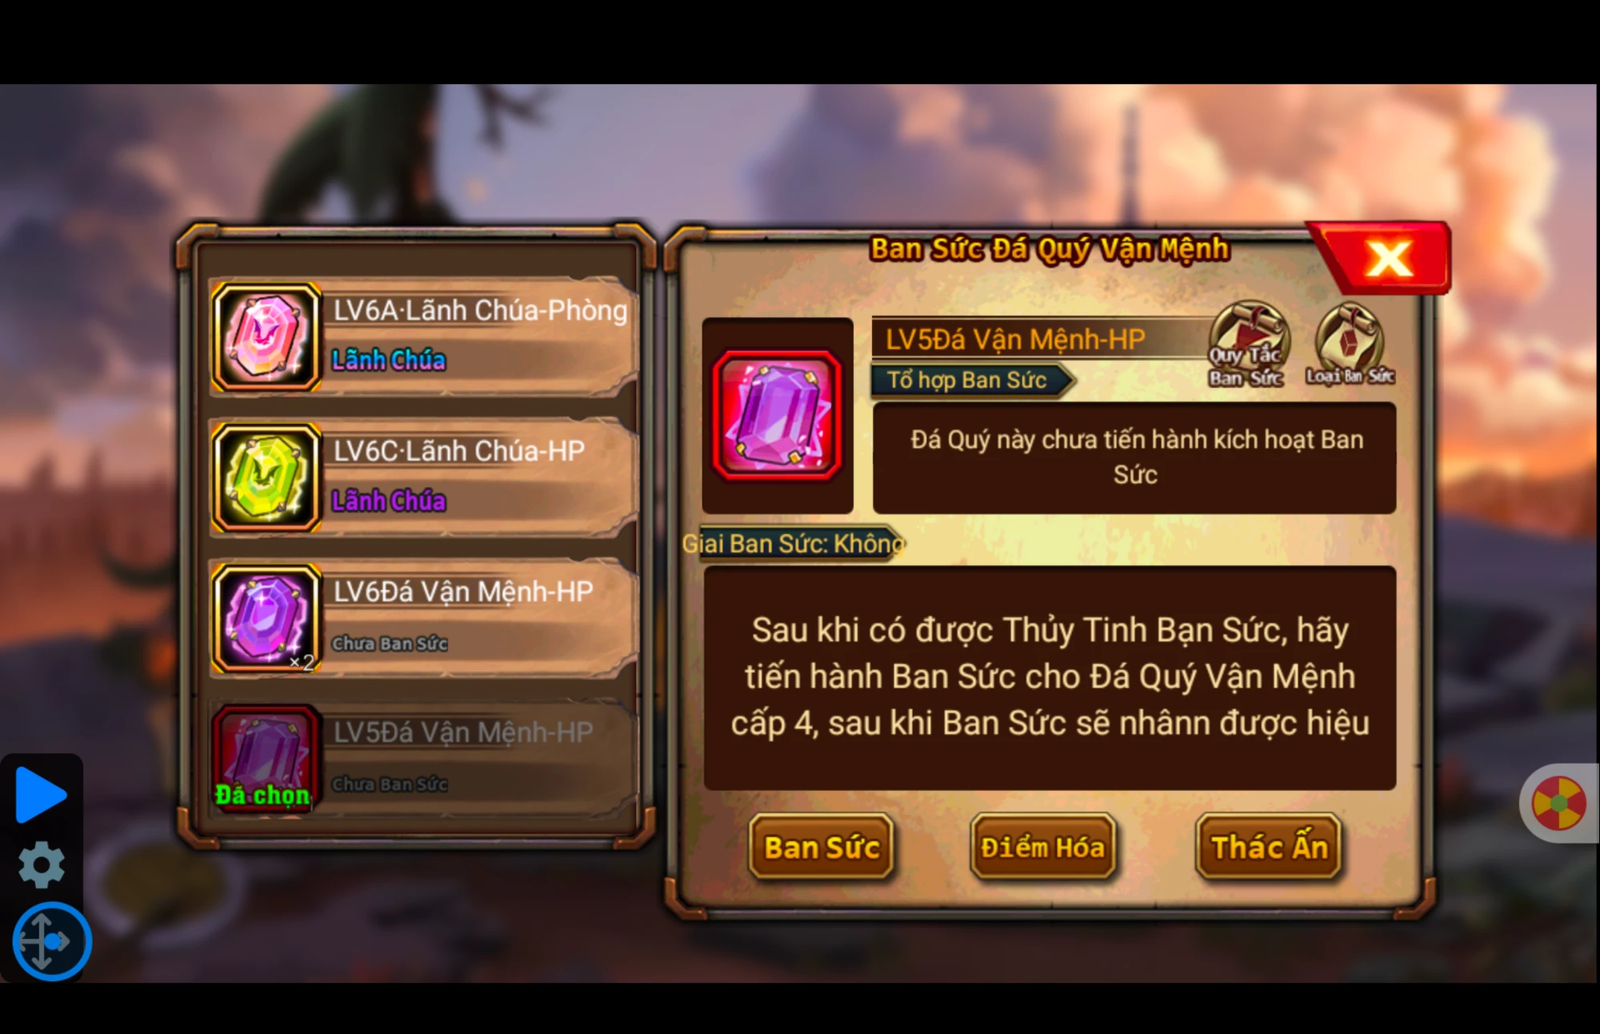 LV6A·Lãnh Chúa-Phòng
Lãnh Chúa
LV6C·Lãnh Chúa-HP
Lãnh Chúa
LV6Đá Vận Mệnh-HP
Chưa Ban Sức
×2
LV5Đá Vận Mệnh-HP
Chưa Ban Sức
Đã chọn
Ban Sức Đá Quý Vận Mệnh
X
LV5Đá Vận Mệnh-HP
Quy Tắc
Ban Sức
Loại Ban Sức
Tổ hợp Ban Sức
Đá Quý này chưa tiến hành kích hoạt Ban
Sức
Giai Ban Sức: Không
Sau khi có được Thủy Tinh Bạn Sức, hãy
tiến hành Ban Sức cho Đá Quý Vận Mệnh
cấp 4, sau khi Ban Sức sẽ nhânn được hiệu
Ban Sức
Điểm Hóa
Thác Ấn